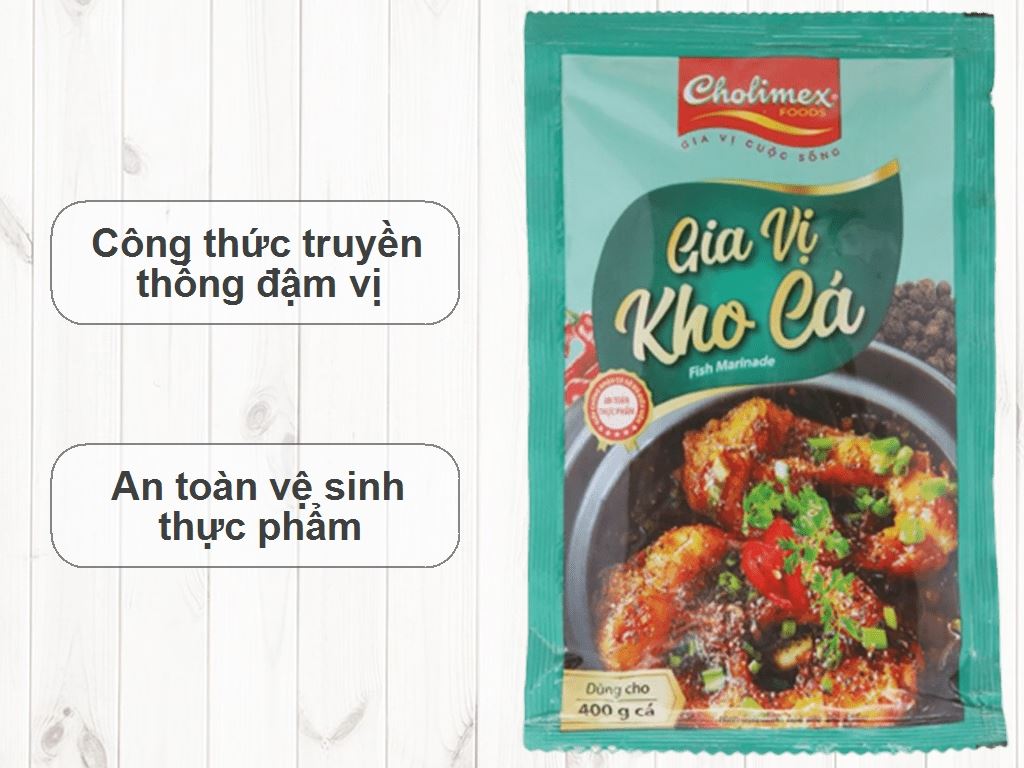 Công thức truyền
thống đậm vị
An toàn vệ sinh
thực phẩm
Cholimex
FOODS
GIA VỊ CUỘC SỐNG
Gia Vị
Kho Cá
Fish Marinade
AN TOÀN
THỰC PHẨM
Dùng cho
400 g cá